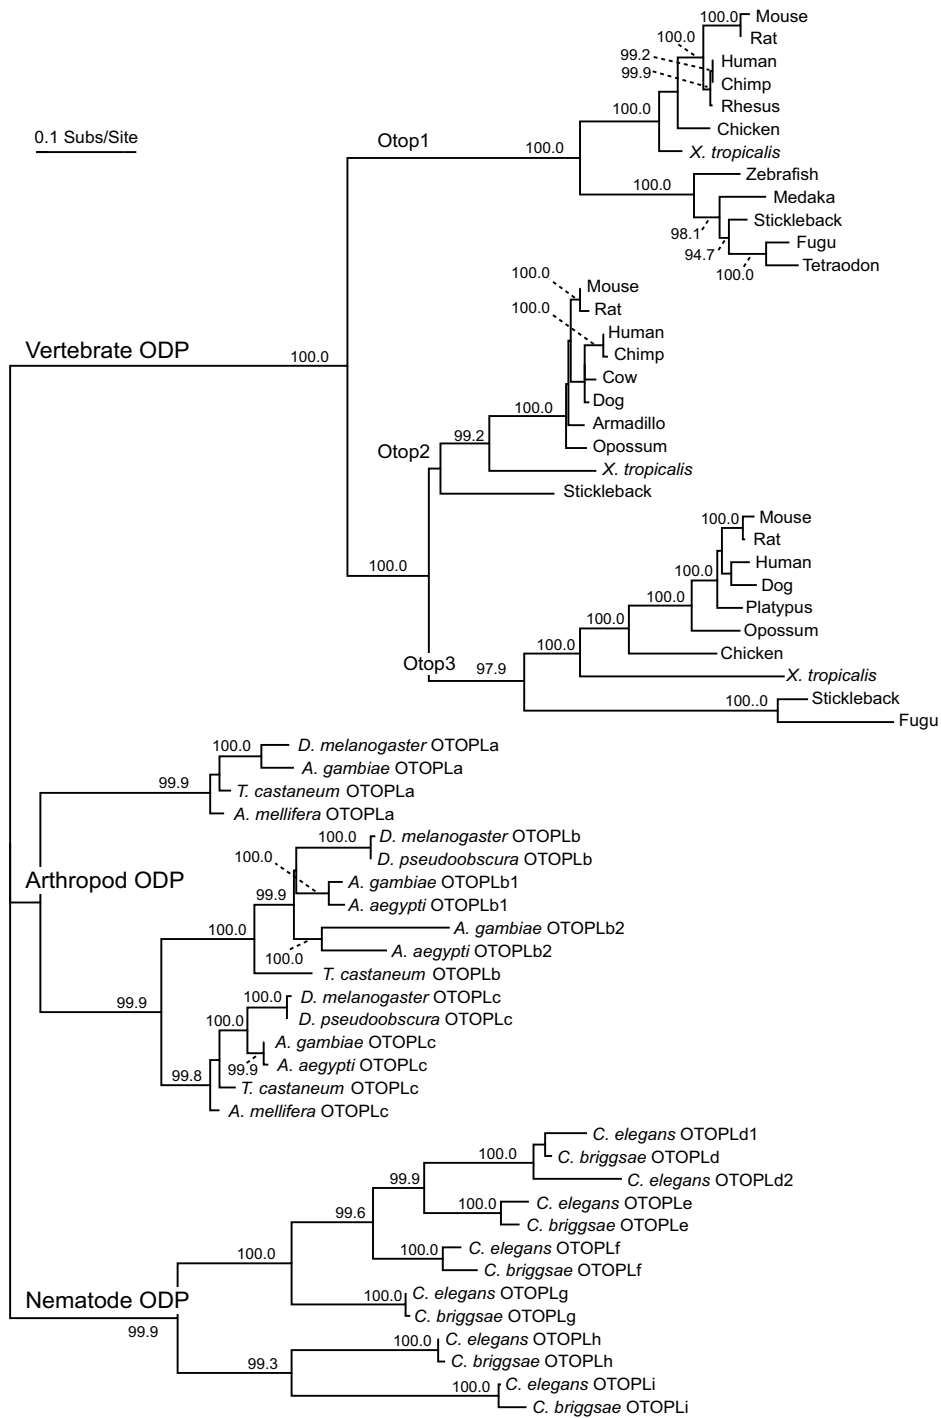 100.0 Mouse
Rat
100.0
99.2 Human
99.9 Chimp
Rhesus
100.0
Chicken
0.1 Subs/Site
Otop1
100.0
X. tropicalis
Zebrafish
100.0
Medaka
Stickleback
98.1
Fugu
94.7
Tetraodon
100.0
100.0 Mouse
Rat
100.0
Human
Chimp
Vertebrate ODP
100.0
Cow
Dog
100.0
Armadillo
99.2
Opossum
Otop2
X. tropicalis
Stickleback
100.0 Mouse
Rat
Human
100.0
100.0
Dog
100.0
Platypus
100.0
Opossum
100.0
Chicken
Otop3
97.9
X. tropicalis
100..0 Stickleback
Fugu
100.0 D. melanogaster OTOPLa
A. gambiae OTOPLa
99.9
T. castaneum OTOPLa
A. mellifera OTOPLa
100.0 D. melanogaster OTOPLb
100.0 D. pseudoobscura OTOPLb
Arthropod ODP
A. gambiae OTOPLb1
99.9
A. aegypti OTOPLb1
100.0
A. gambiae OTOPLb2
A. aegypti OTOPLb2
100.0
T. castaneum OTOPLb
99.9
100.0 D. melanogaster OTOPLc
D. pseudoobscura OTOPLc
100.0
A. gambiae OTOPLc
99.9 A. aegypti OTOPLc
99.8
T. castaneum OTOPLc
A. mellifera OTOPLc
C. elegans OTOPLd1
100.0
C. briggsae OTOPLd
99.9
C. elegans OTOPLd2
100.0 C. elegans OTOPLe
99.6
C. briggsae OTOPLe
100.0
100.0 C. elegans OTOPLf
C. briggsae OTOPLf
Nematode ODP
100.0 C. elegans OTOPLg
C. briggsae OTOPLg
99.9
100.0 C. elegans OTOPLh
99.3
C. briggsae OTOPLh
100.0 C. elegans OTOPLi
C. briggsae OTOPLi